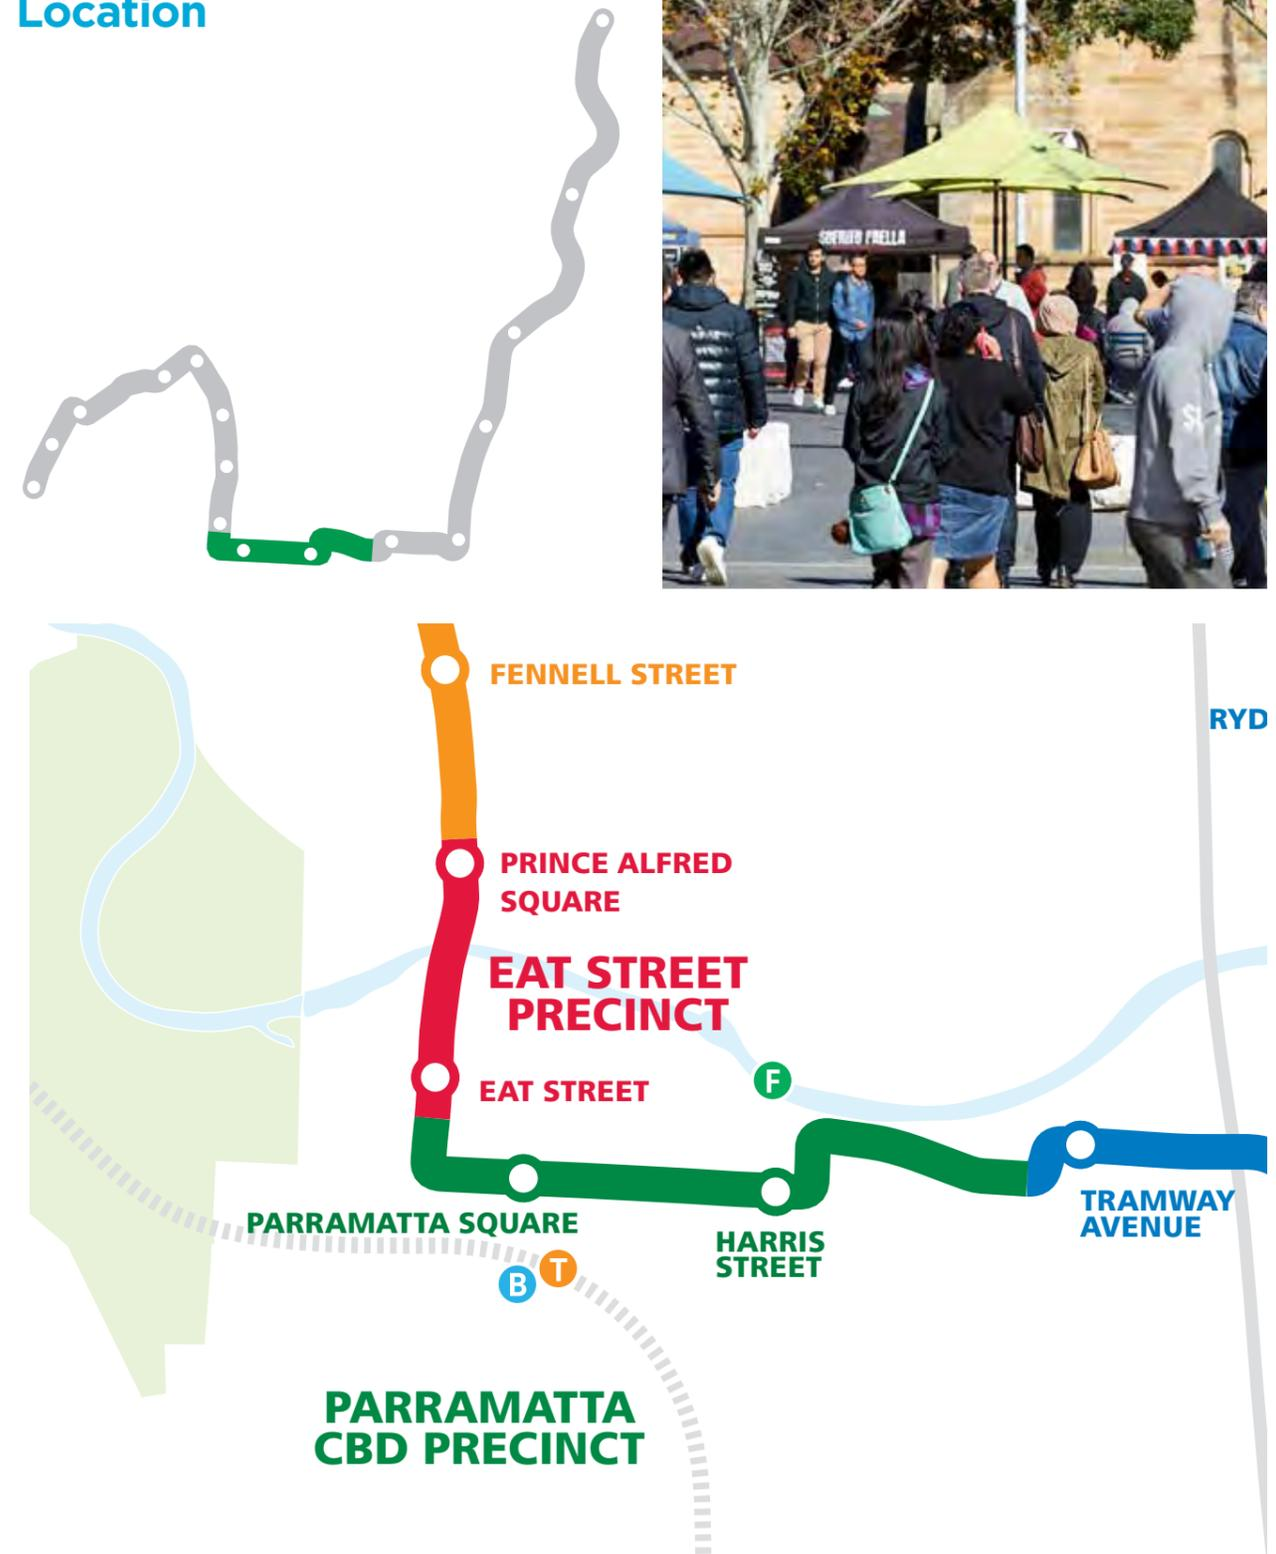 Location
FENNELL STREET
RYD
PRINCE ALFRED
SQUARE
EAT STREET
PRECINCT
F
EAT STREET
PARRAMATTA SQUARE
HARRIS
STREET
TRAMWAY
AVENUE
B
T
PARRAMATTA
CBD PRECINCT